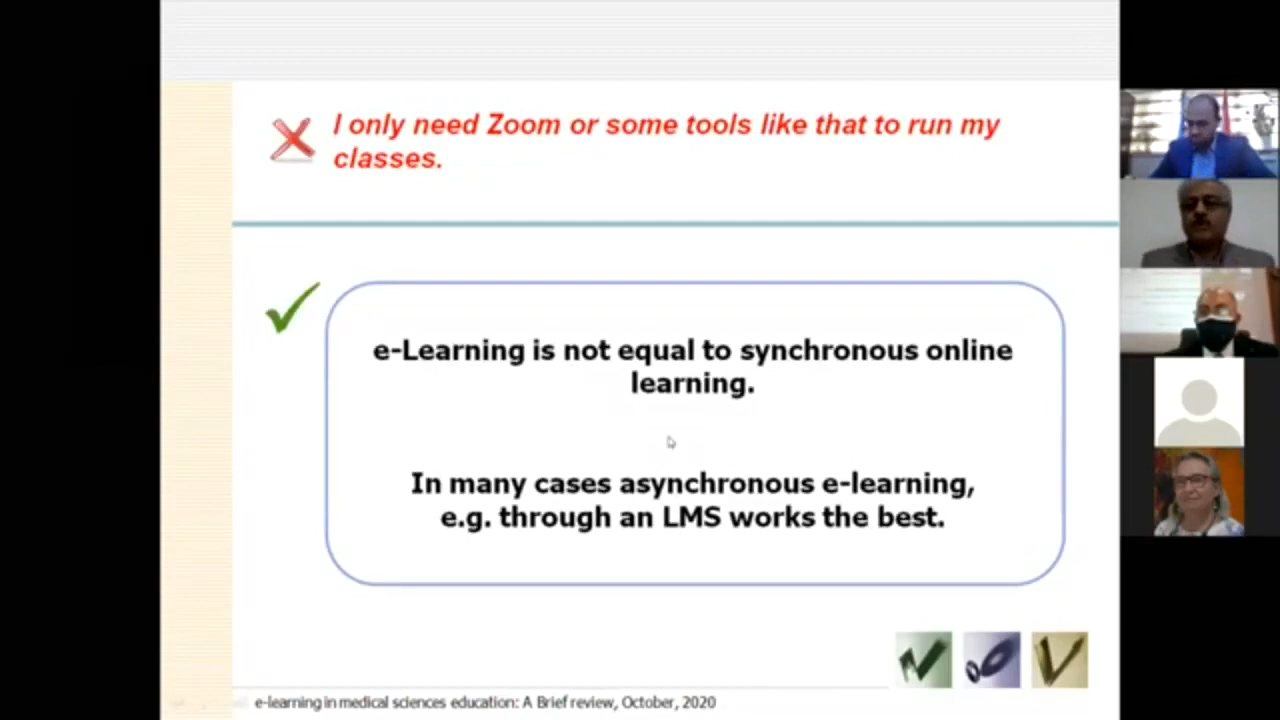 I only need Zoom or some tools like that to run my
classes.
e-Learning is not equal to synchronous online
learning.
In many cases asynchronous e-learning,
e.g. through an LMS works the best.
e-learning in medical sciences education: A Brief review, October, 2020